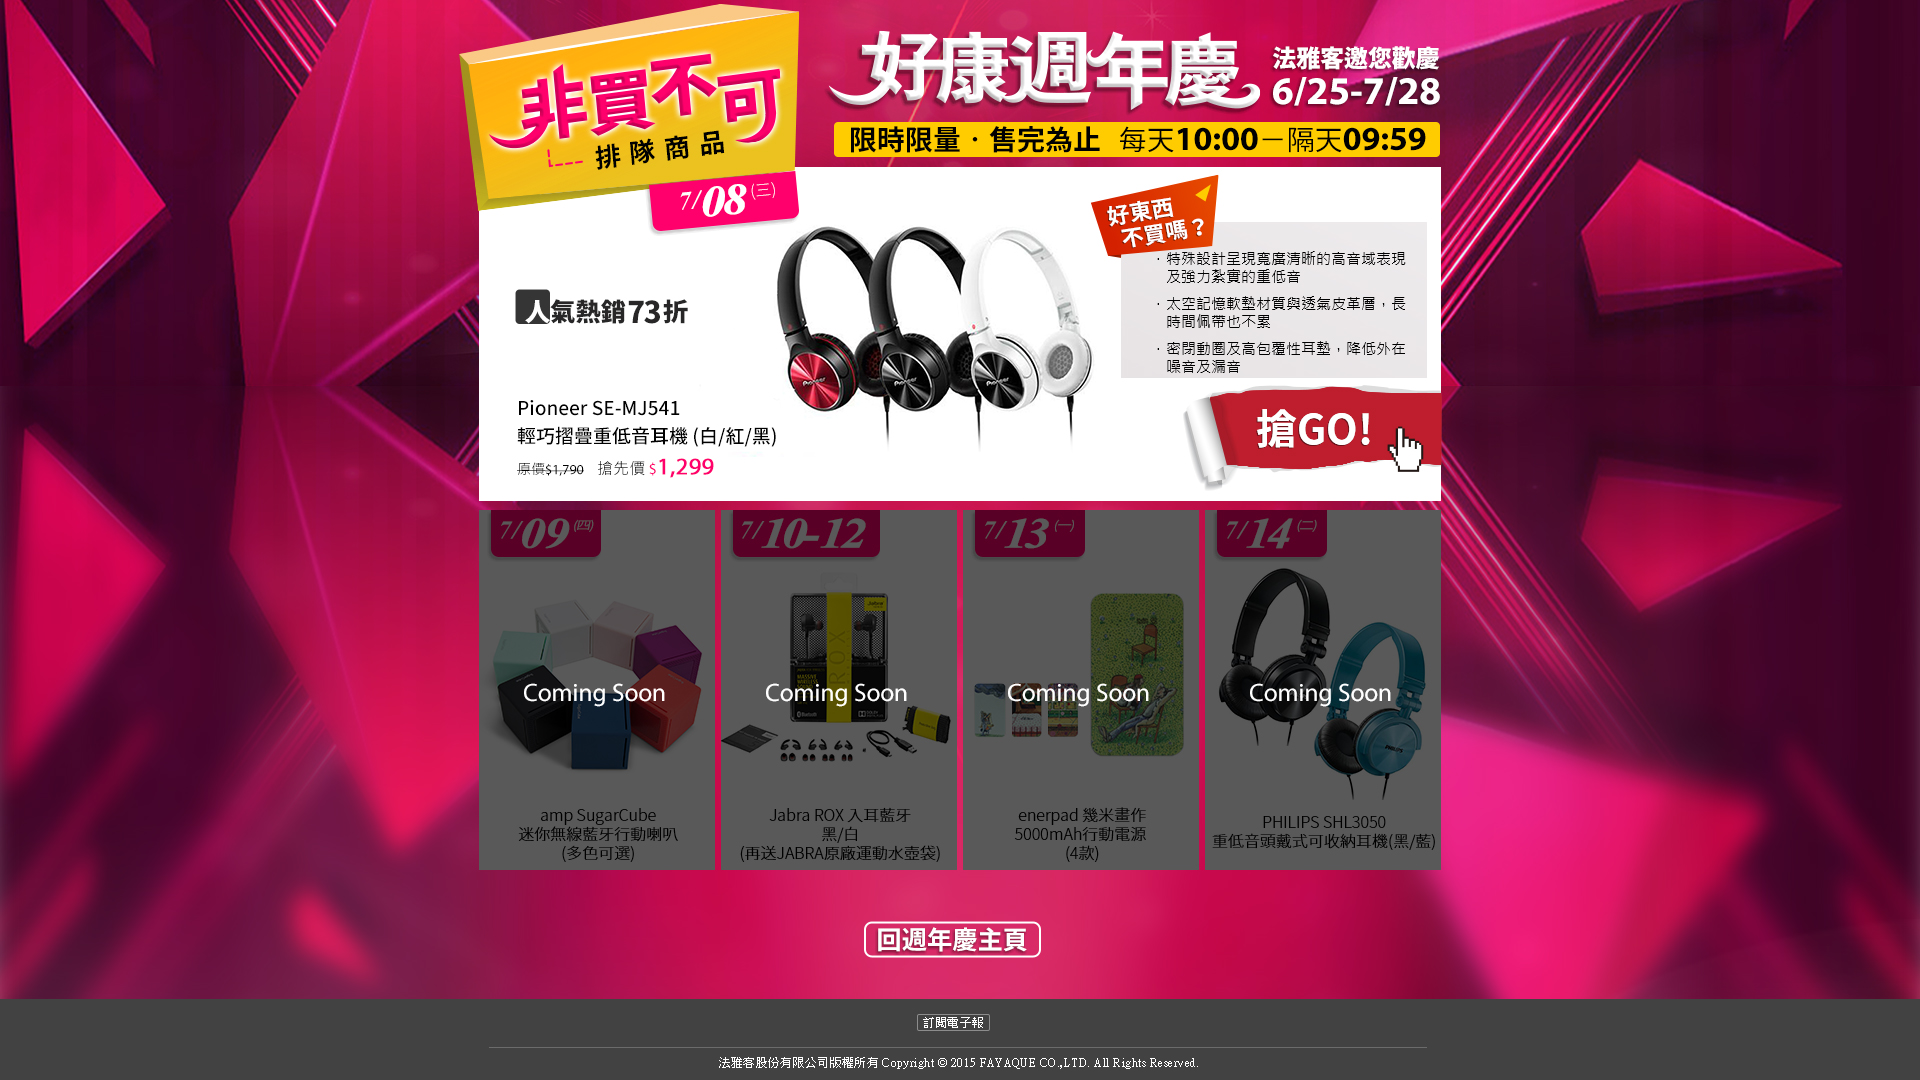 非買不可
排隊商品
好康週年慶
法雅客邀您歡慶
6/25-7/28
限時限量‧售完為止 每天10:00－隔天09:59
7/08(三)
好東西
不買嗎？
‧特殊設計呈現寬廣清晰的高音域表現
及強力紮實的重低音
‧太空記憶軟墊材質與透氣皮革層，長
時間佩帶也不累
‧密閉動圈及高包覆性耳墊，降低外在
噪音及漏音
人氣熱銷73折
Pioneer
Pioneer
Pioneer
Pioneer SE-MJ541
輕巧摺疊重低音耳機 (白/紅/黑)
原價$1,790 搶先價 $1,299
搶GO!
7/09(四)
Coming Soon
amp SugarCube
迷你無線藍牙行動喇叭
(多色可選)
7/10-12
Jabra
ROX
Coming Soon
Jabra ROX 入耳藍牙
黑/白
(再送JABRA原廠運動水壺袋)
7/13(一)
Coming Soon
enerpad 幾米畫作
5000mAh行動電源
(4款)
7/14(二)
Coming Soon
PHILIPS
PHILIPS SHL3050
重低音頭戴式可收納耳機(黑/藍)
回週年慶主頁
訂閱電子報
法雅客股份有限公司版權所有 Copyright © 2015 FAYAQUE CO.,LTD. All Rights Reserved.